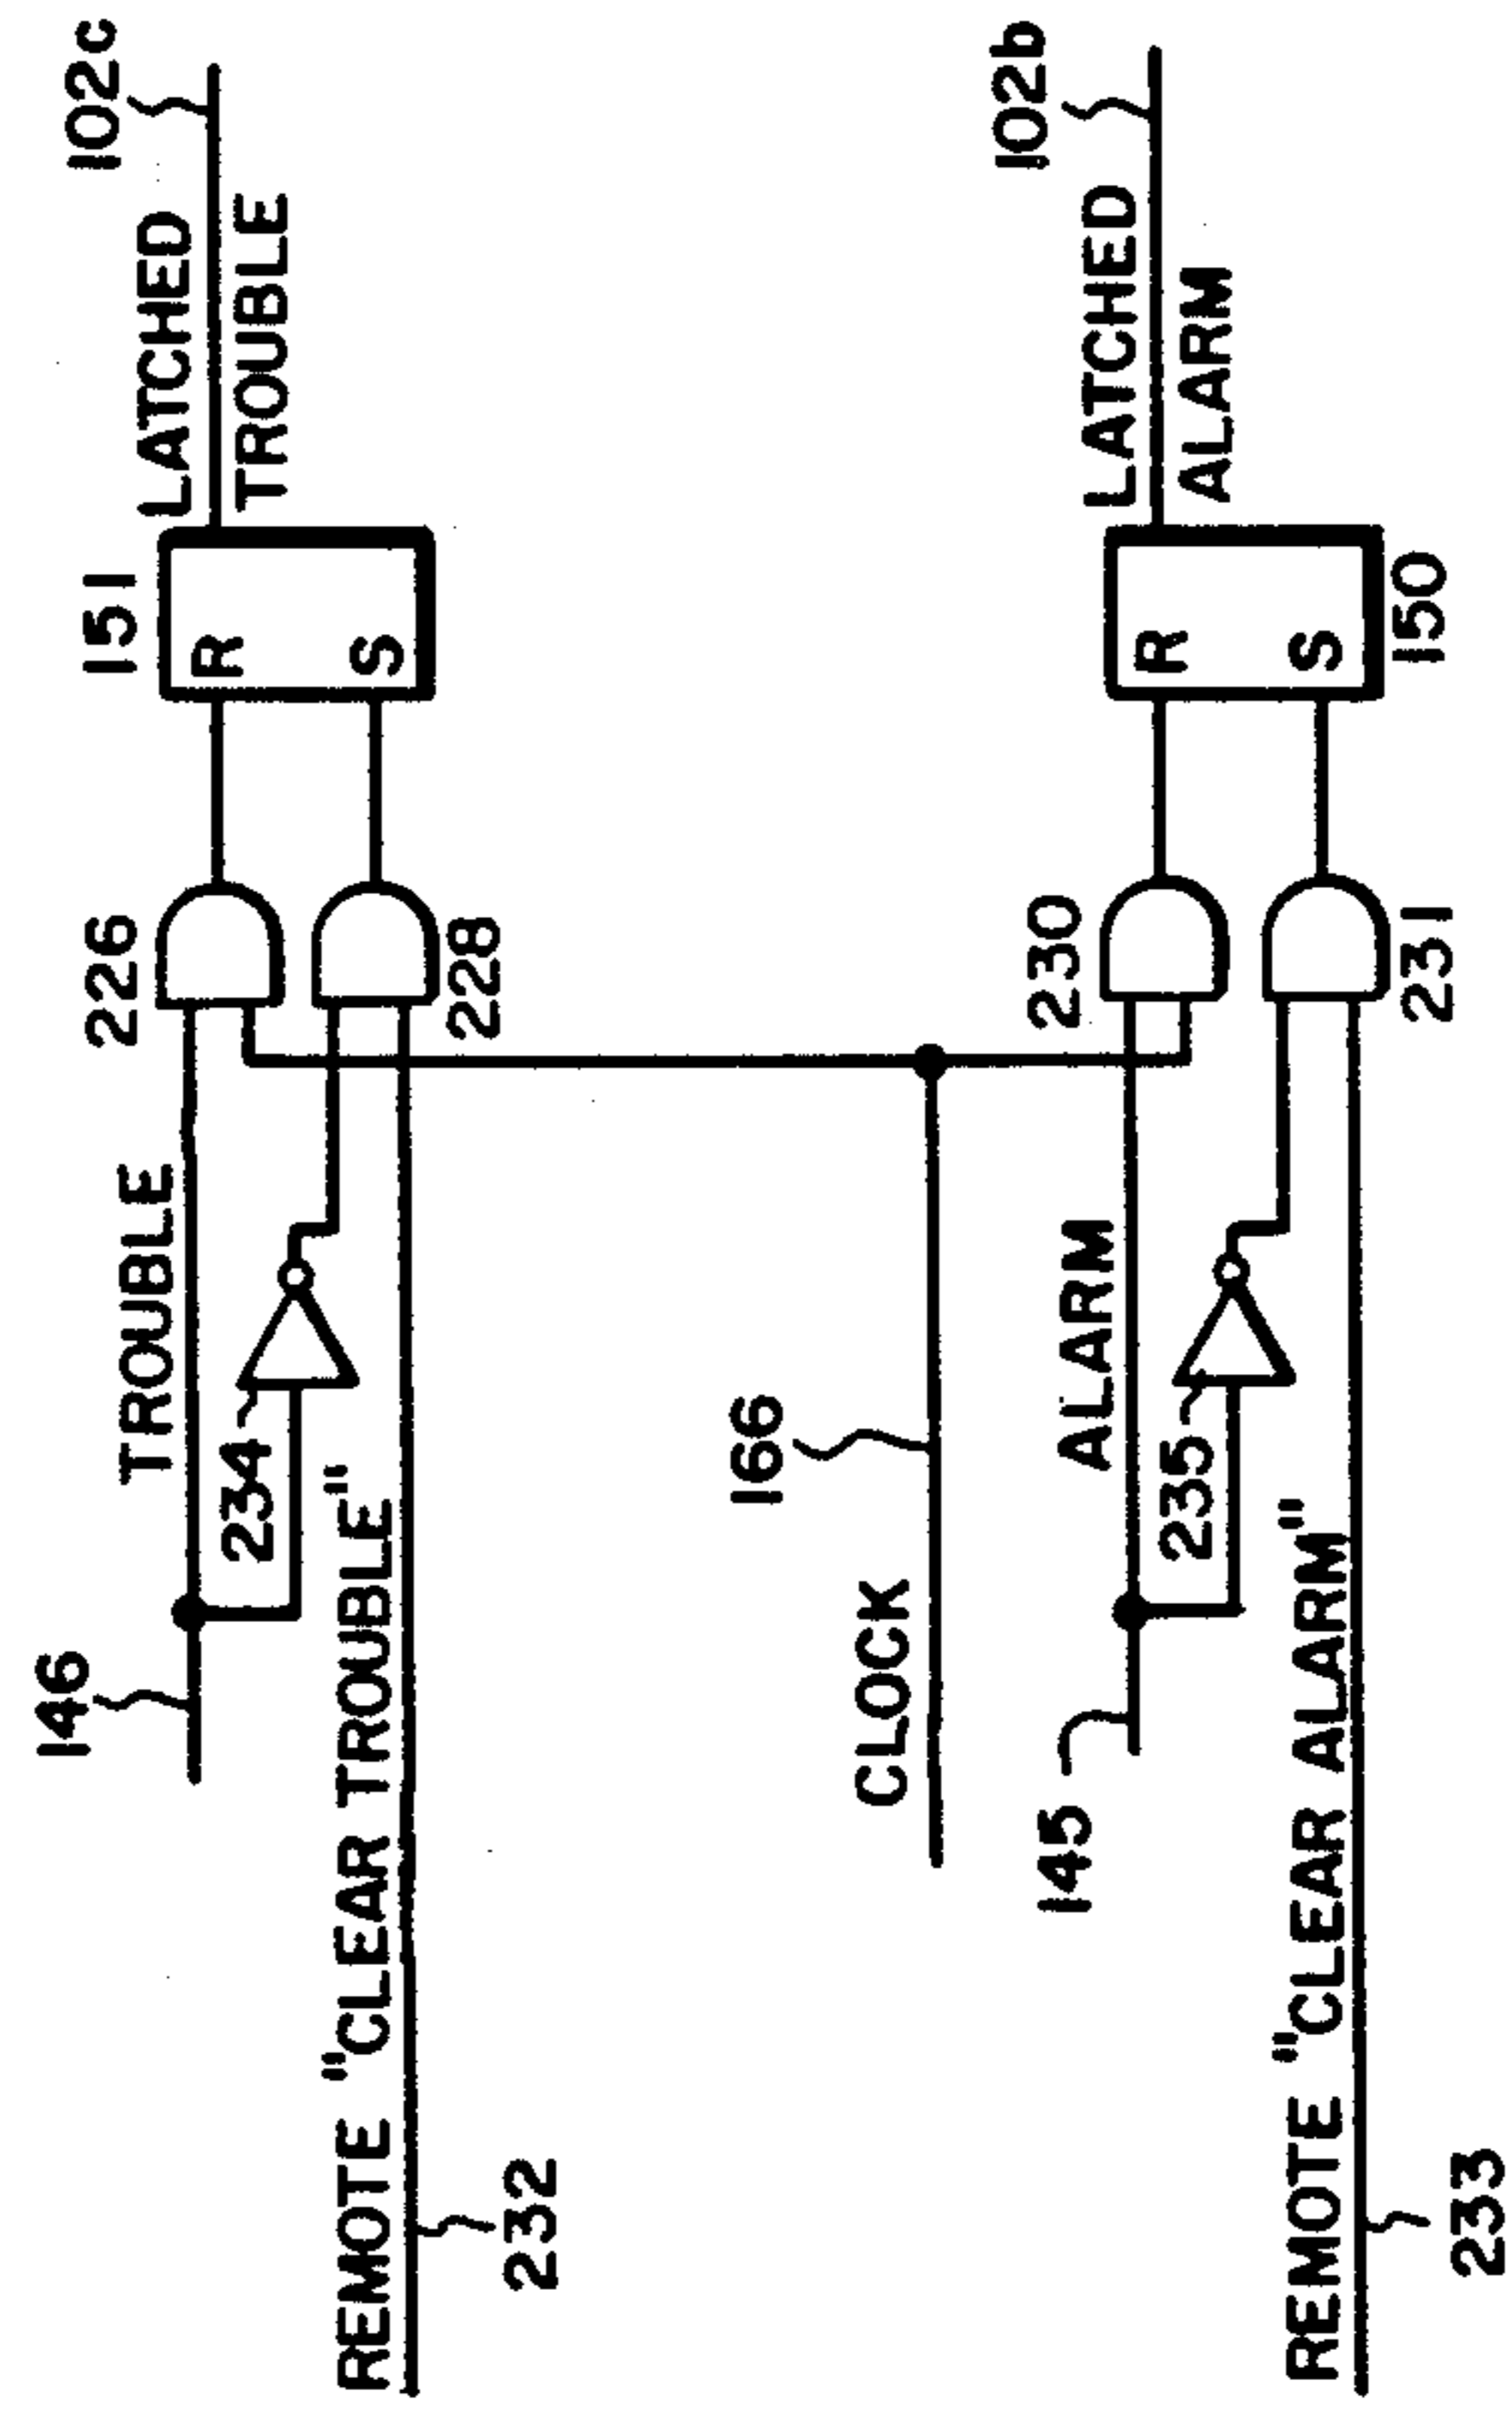 102c
LATCHED
TROUBLE
151
R
S
226
228
TROUBLE
146
234
REMOTE "CLEAR TROUBLE"
232
166
CLOCK
102b
LATCHED
ALARM
R
S
150
230
231
ALARM
145
235
REMOTE "CLEAR ALARM"
233